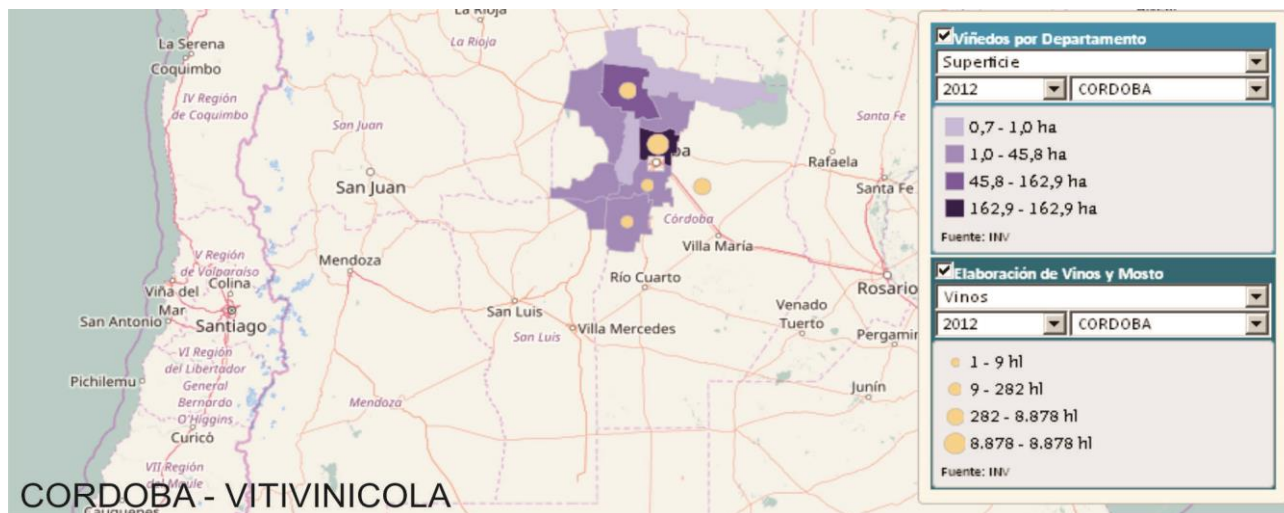 La Rioja
La Serena
Coquimbo
La Rioja
IV Región
de Coquimbo
San Juan
Santa Fe
Rafaela
San Juan
Santa Fe
Córdoba
Villa María
V Región
de Valparaíso
Colina
Mendoza
Viña del
Mar
Río Cuarto
Rosario
San Antonio
Santiago
San Luis
Venado
Tuerto
Villa Mercedes
San Luis
Pergamin
VI Región
del Libertador
General
Bernardo
O'Higgins
Pichilemu
Junín
Mendoza
Curicó
VII Región
del Maule
Cauquenes
CORDOBA - VITIVINICOLA
Viñedos por Departamento
Superficie
2012 CORDOBA
0,7 - 1,0 ha
1,0 - 45,8 ha
45,8 - 162,9 ha
162,9 - 162,9 ha
Fuente: INV
Elaboración de Vinos y Mosto
Vinos
2012 CORDOBA
1 - 9 hl
9 - 282 hl
282 - 8.878 hl
8.878 - 8.878 hl
Fuente: INV